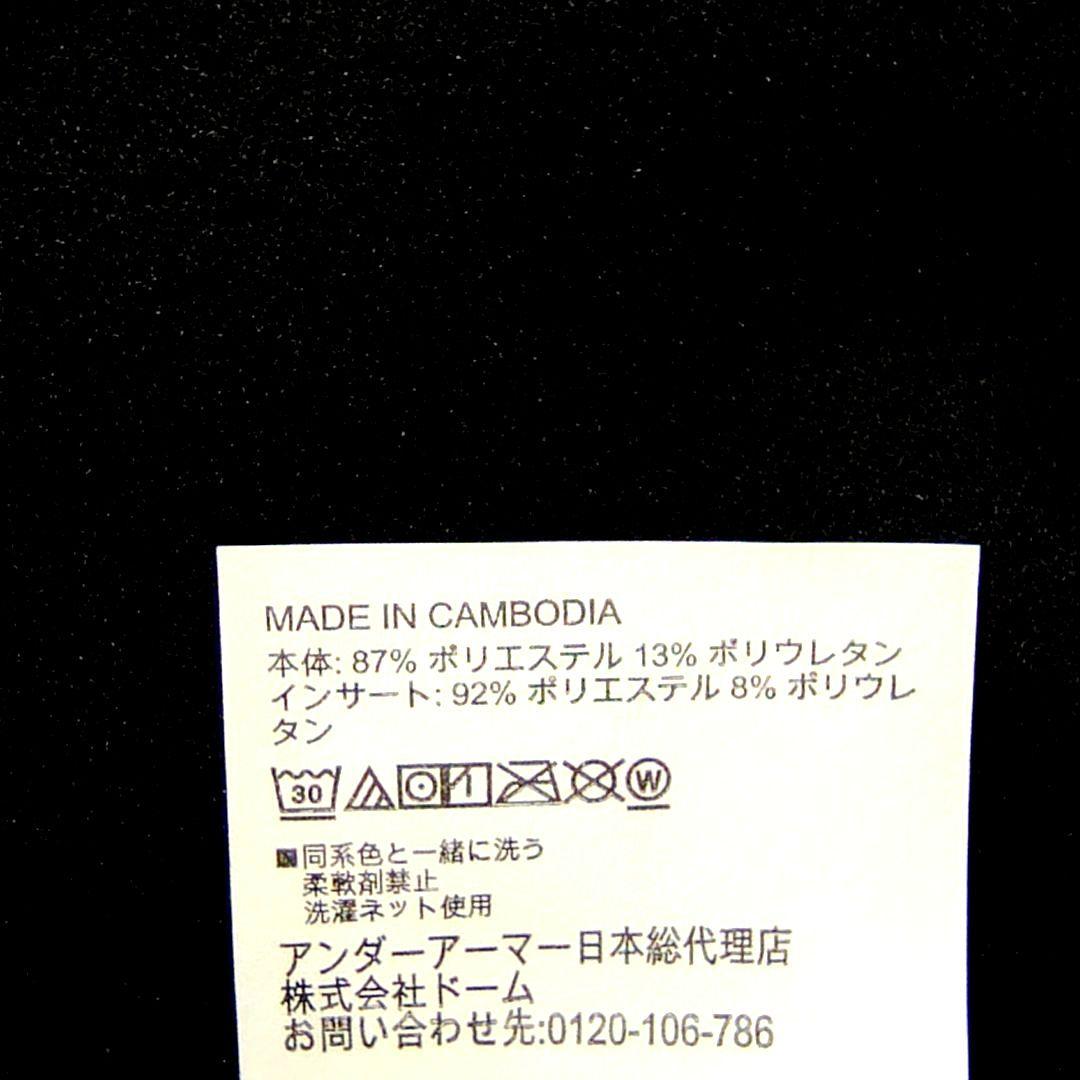 MADE IN CAMBODIA
本体: 87% ポリエステル 13% ポリウレタン
インサート: 92% ポリエステル 8% ポリウレ
タン
30 W
同系色と一緒に洗う
柔軟剤禁止
洗濯ネット使用
アンダーアーマー日本総代理店
株式会社ドーム
お問い合わせ先:0120-106-786